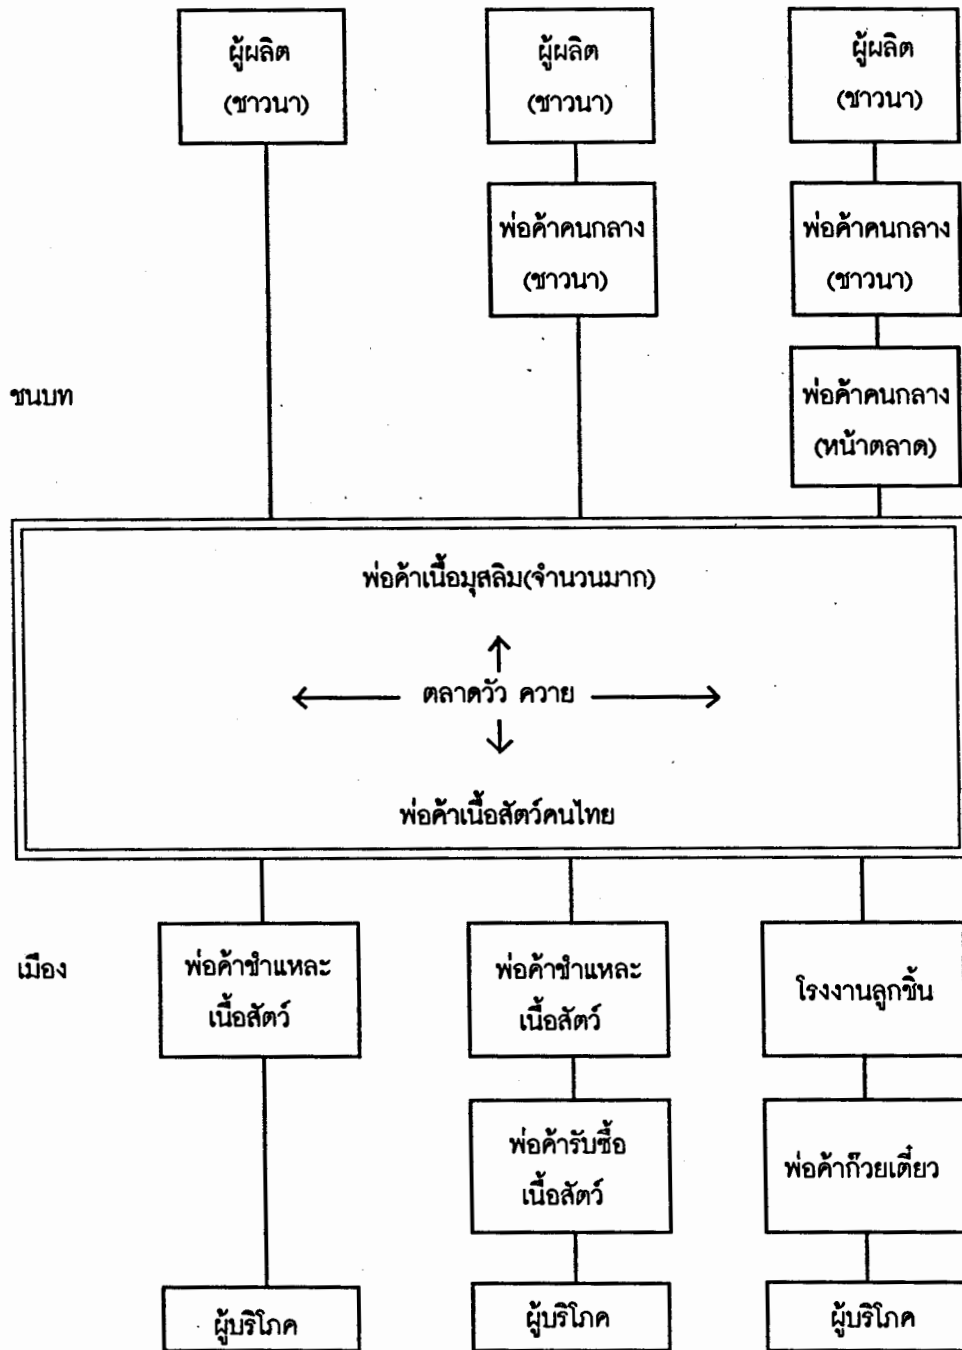 ผู้ผลิต
(ชาวนา)
ผู้ผลิต
(ชาวนา)
ผู้ผลิต
(ชาวนา)
พ่อค้าคนกลาง
(ชาวนา)
พ่อค้าคนกลาง
(ชาวนา)
ชนบท
พ่อค้าคนกลาง
(หน้าตลาด)
พ่อค้าเนื้อมุสลิม(จำนวนมาก)
ตลาดวัว ควาย
พ่อค้าเนื้อสัตว์คนไทย
เมือง
พ่อค้าชำแหละ
เนื้อสัตว์
พ่อค้าชำแหละ
เนื้อสัตว์
โรงงานลูกชิ้น
พ่อค้ารับซื้อ
เนื้อสัตว์
พ่อค้าก๊วยเตี๋ยว
ผู้บริโภค
ผู้บริโภค
ผู้บริโภค